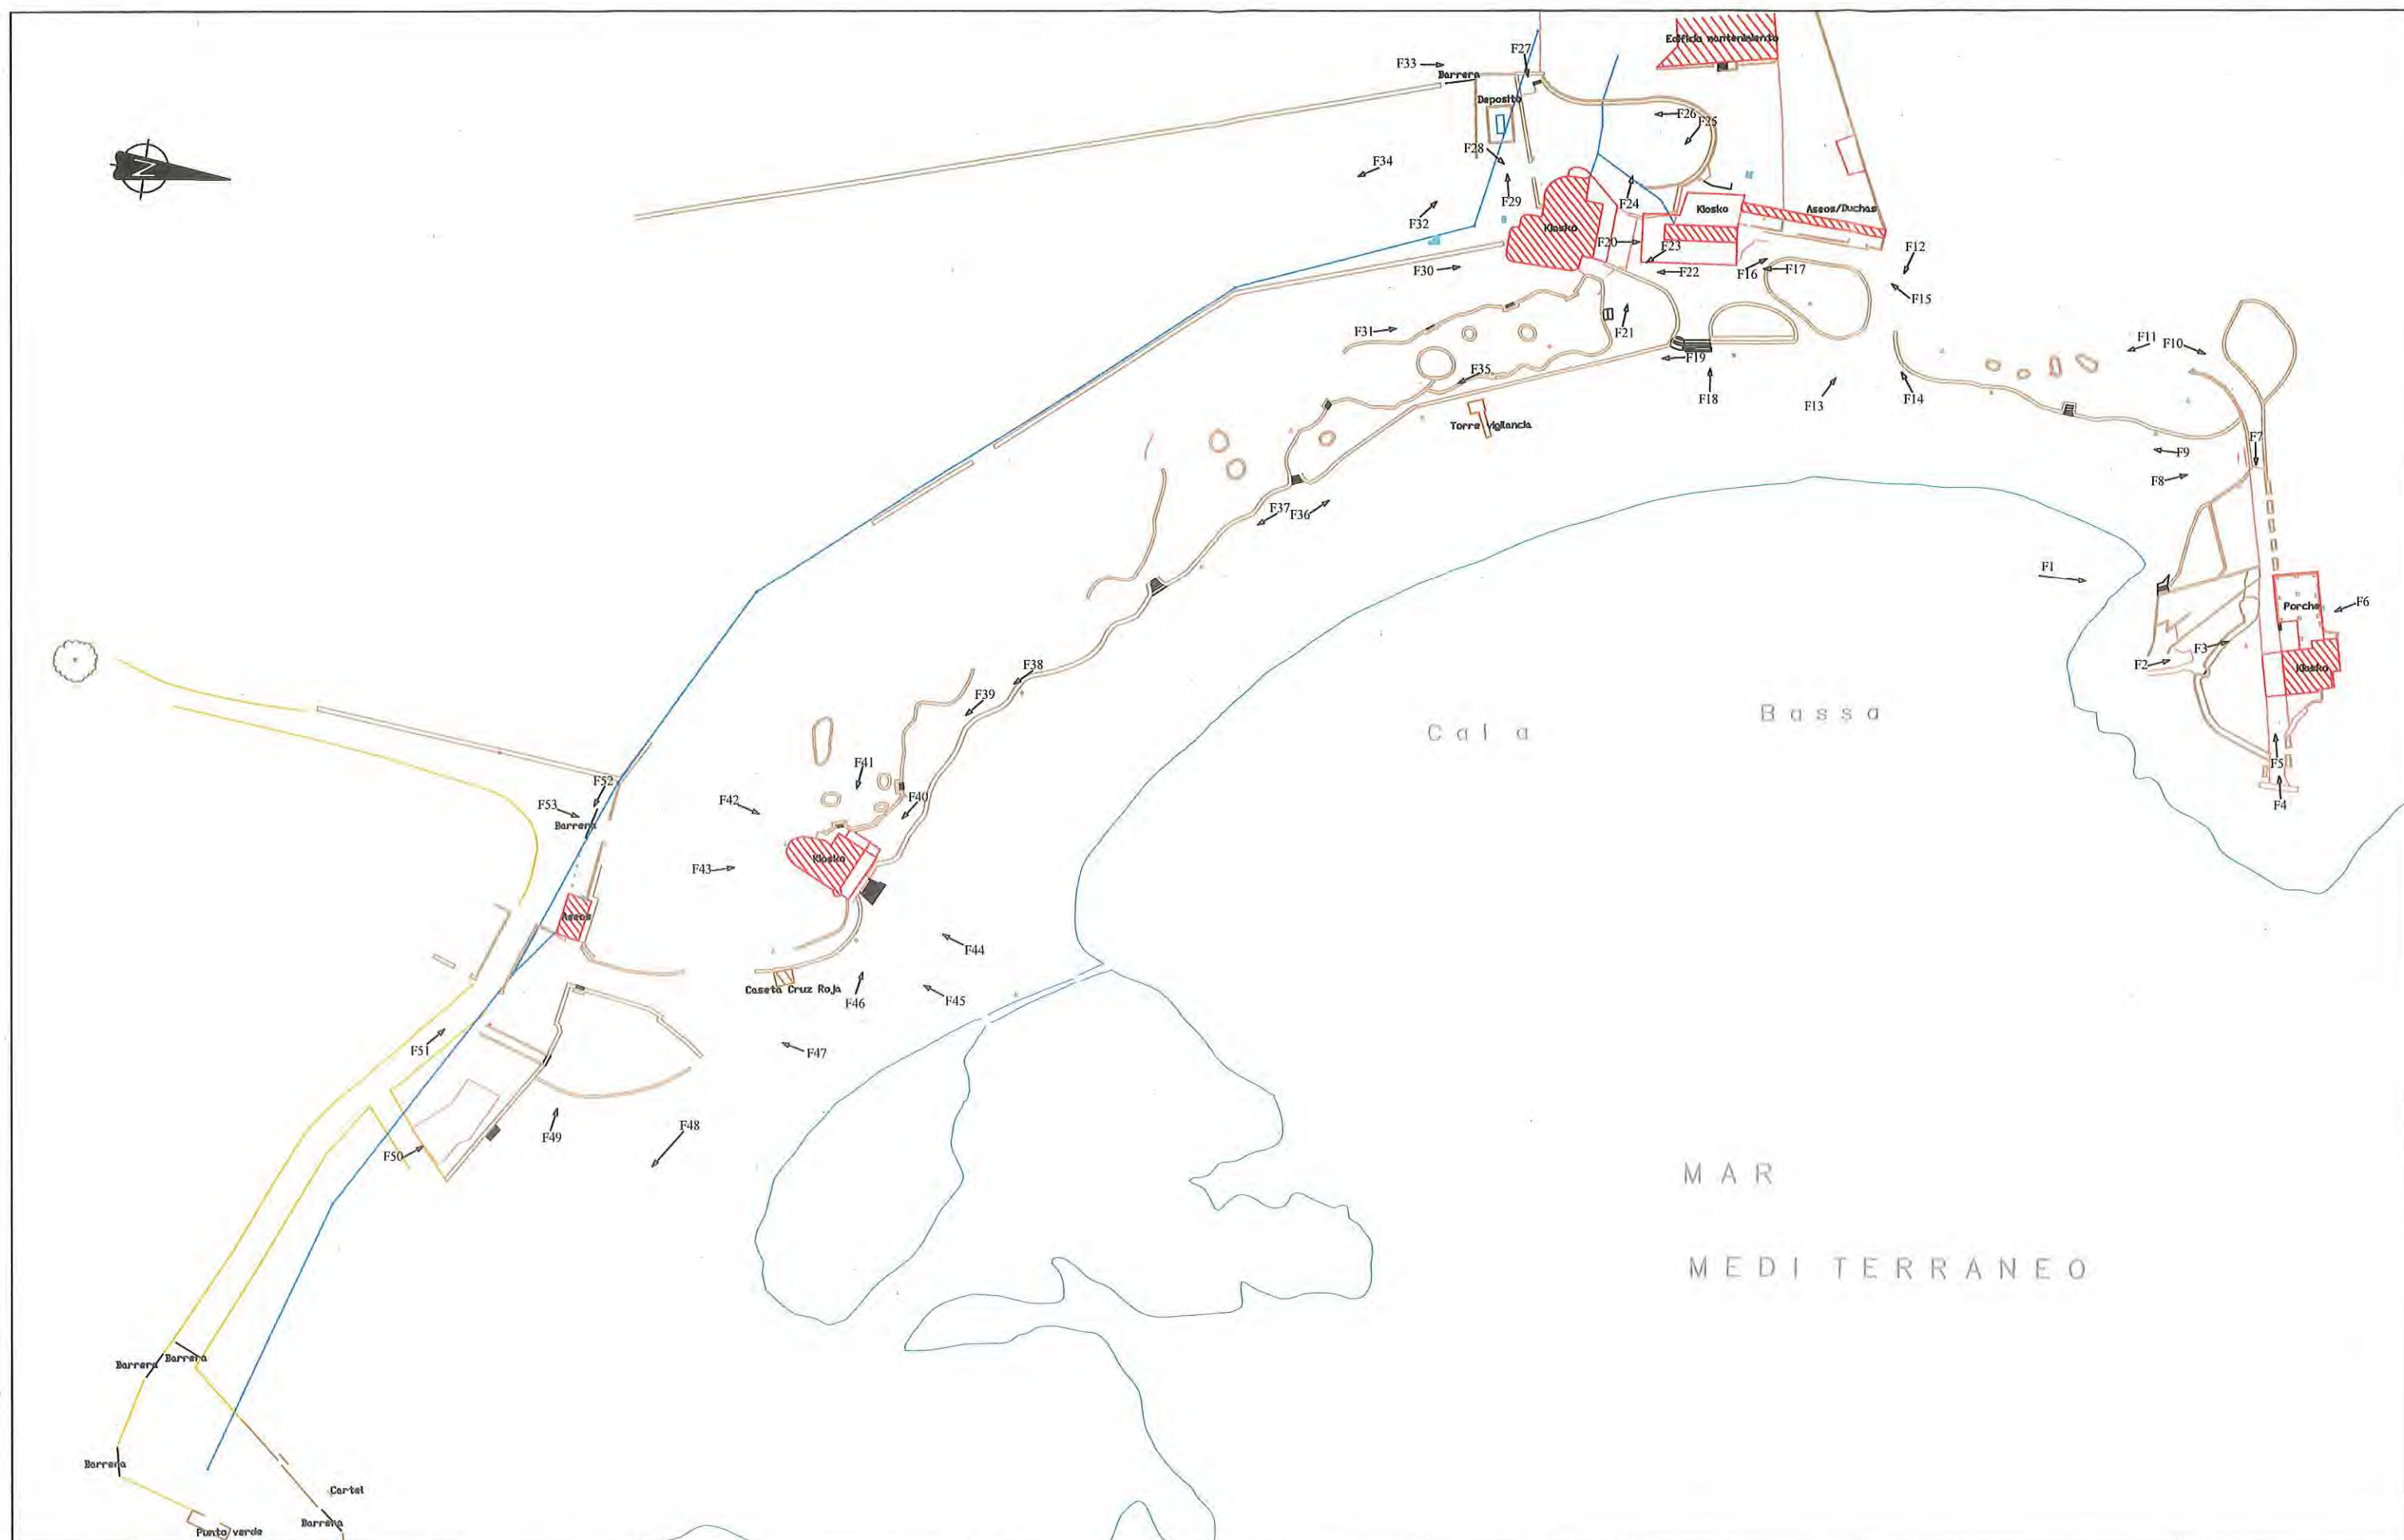 Edificio mantenimiento
F27
F33
Barrera
Deposito
F26
F25
F28
F34
F29
F24
Kiosko
Aseos/Duchas
F32
Kiosko
F20
F23
F12
F30
F22
F16
F17
F15
F31
F21
F19
F11
F10
F35
F18
F13
F14
Torre vigilancia
F7
F9
F8
F37
F36
F1
Porche
F6
F3
F2
Kiosko
F38
F39
Cala Bassa
F41
F5
F52
F42
F40
F4
F53
Barrera
Kiosko
F43
Aseos
F44
Caseta Cruz Roja
F46
F45
F51
F47
F48
F49
F50
MAR
MEDITERRANEO
Barrera
Barrera
Barrera
Cartel
Barrera
Punto verde
N